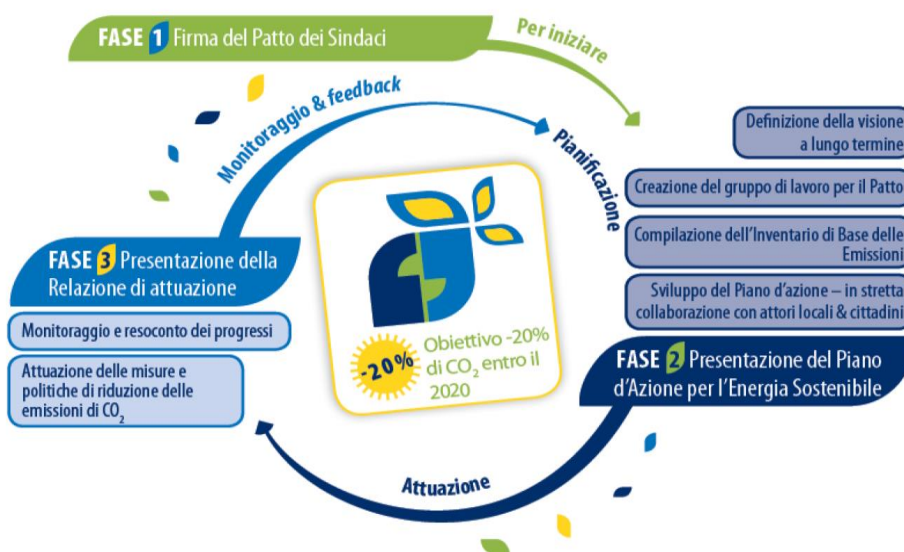 FASE 1 Firma del Patto dei Sindaci
Per iniziare
Monitoraggio & feedback
Pianificazione
Definizione della visione
a lungo termine
Creazione del gruppo di lavoro per il Patto
Compilazione dell'Inventario di Base delle
Emissioni
Sviluppo del Piano d'azione – in stretta
collaborazione con attori locali & cittadini
FASE 2 Presentazione del Piano
d'Azione per l'Energia Sostenibile
FASE 3 Presentazione della
Relazione di attuazione
Monitoraggio e resoconto dei progressi
Attuazione delle misure e
politiche di riduzione delle
emissioni di CO₂
-20%
Obiettivo -20%
di CO₂ entro il
2020
Attuazione